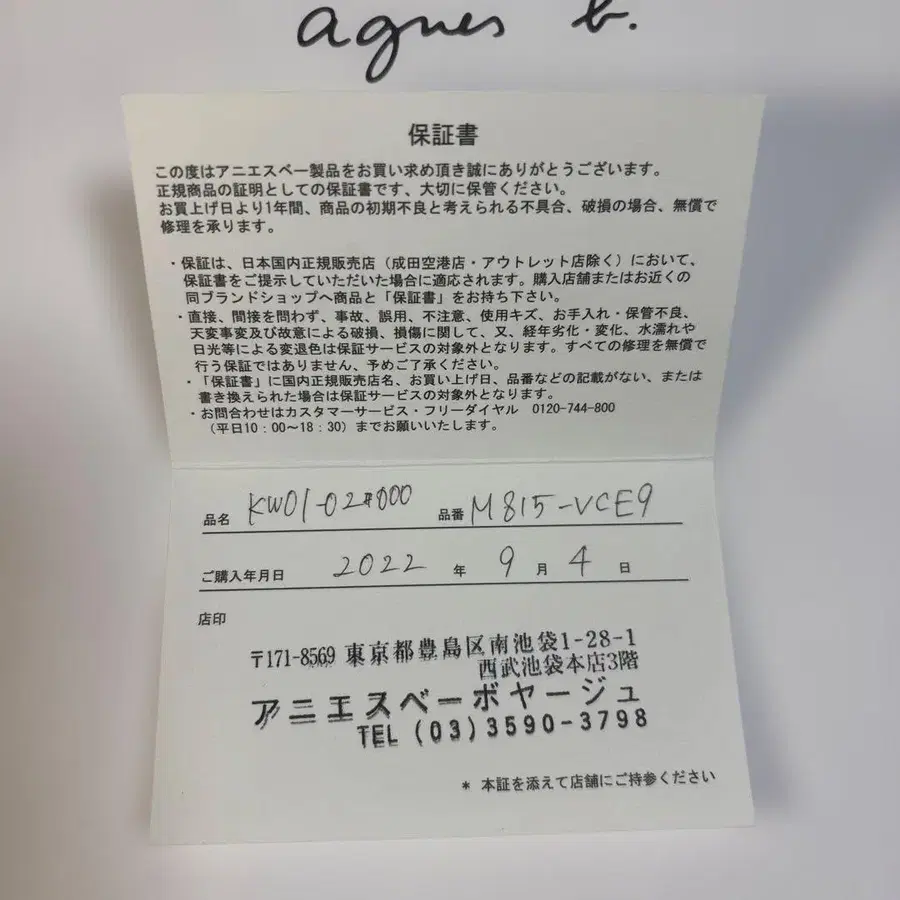 agnes b.
保証書
この度はアニエスベー製品をお買い求め頂き誠にありがとうございます。
正規商品の証明としての保証書です、大切に保管ください。
お買上げ日より1年間、商品の初期不良と考えられる不具合、破損の場合、無償で
修理を承ります。
・保証は、日本国内正規販売店（成田空港店・アウトレット店除く）において、
保証書をご提示していただいた場合に適応されます。購入店舗またはお近くの
同ブランドショップへ商品と「保証書」をお持ち下さい。
・直接、間接を問わず、事故、誤用、不注意、使用キズ、お手入れ・保管不良、
天変事変及び故意による破損、損傷に関して、又、経年劣化・変化、水濡れや
日光等による変退色は保証サービスの対象外となります。すべての修理を無償で
行う保証ではありません、予めご了承ください。
・「保証書」に国内正規販売店名、お買い上げ日、品番などの記載がない、または
書き換えられた場合は保証サービスの対象外となります。
・お問合わせはカスタマーサービス・フリーダイヤル 0120-744-800
（平日10：00〜18：30）までお願いいたします。
品名 KW01-02#000 品番 M815-VCE9
ご購入年月日 2022 年 9 月 4 日
店印
〒171-8569 東京都豊島区南池袋1-28-1
西武池袋本店3階
アニエスベーボヤージュ
TEL (03)3590-3798
* 本証を添えて店舗にご持参ください